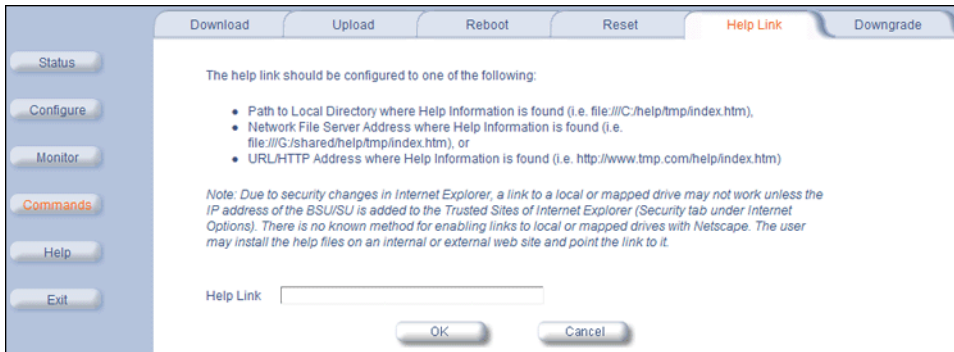 Download Upload Reboot Reset Help Link Downgrade
Status
Configure
Monitor
Commands
Help
Exit
The help link should be configured to one of the following:
• Path to Local Directory where Help Information is found (i.e. file:///C:/help/tmp/index.htm),
• Network File Server Address where Help Information is found (i.e.
file:///G:/shared/help/tmp/index.htm), or
• URL/HTTP Address where Help Information is found (i.e. http://www.tmp.com/help/index.htm)
Note: Due to security changes in Internet Explorer, a link to a local or mapped drive may not work unless the
IP address of the BSU/SU is added to the Trusted Sites of Internet Explorer (Security tab under Internet
Options). There is no known method for enabling links to local or mapped drives with Netscape. The user
may install the help files on an internal or external web site and point the link to it.
Help Link
OK Cancel